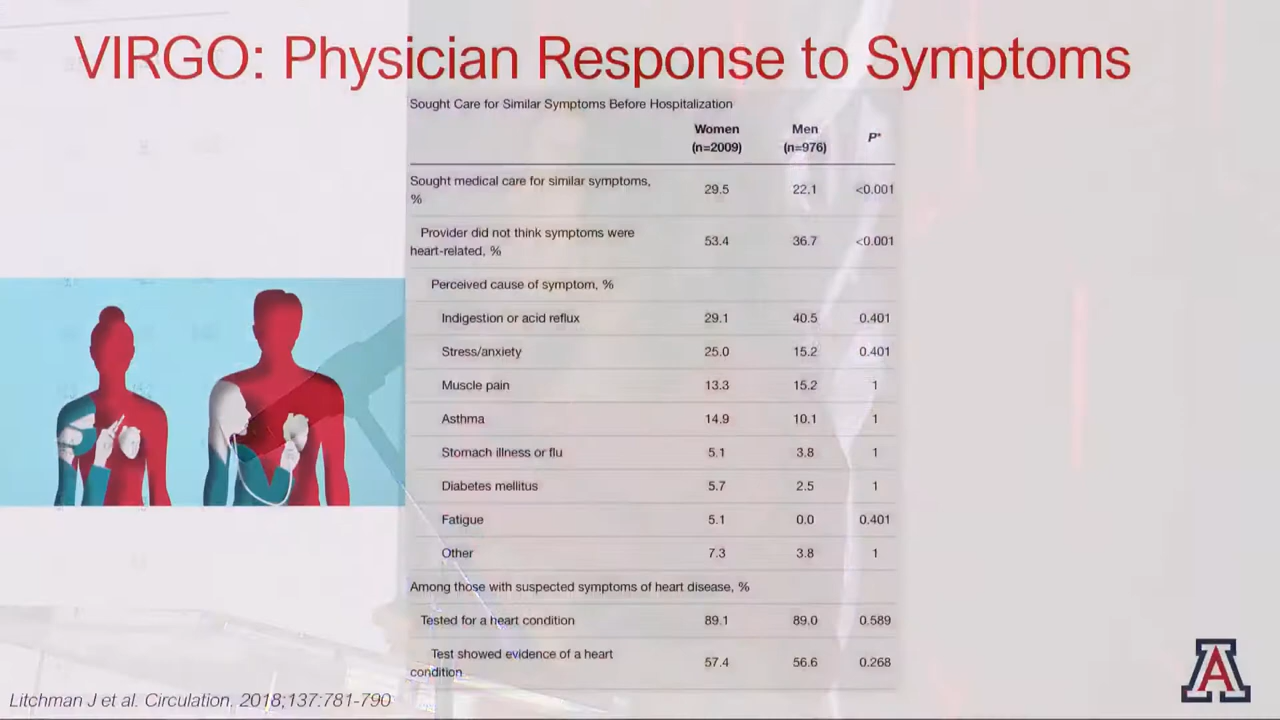 VIRGO: Physician Response to Symptoms
Sought Care for Similar Symptoms Before Hospitalization
Women Men P*
(n=2009) (n=976)
Sought medical care for similar symptoms, % 29.5 22.1 <0.001
Provider did not think symptoms were heart-related, % 53.4 36.7 <0.001
Perceived cause of symptom, %
Indigestion or acid reflux 29.1 40.5 0.401
Stress/anxiety 25.0 15.2 0.401
Muscle pain 13.3 15.2 1
Asthma 14.9 10.1 1
Stomach illness or flu 5.1 3.8 1
Diabetes mellitus 5.7 2.5 1
Fatigue 5.1 0.0 0.401
Other 7.3 3.8 1
Among those with suspected symptoms of heart disease, %
Tested for a heart condition 89.1 89.0 0.589
Test showed evidence of a heart condition 57.4 56.6 0.268
Litchman J et al. Circulation. 2018;137:781-790
A